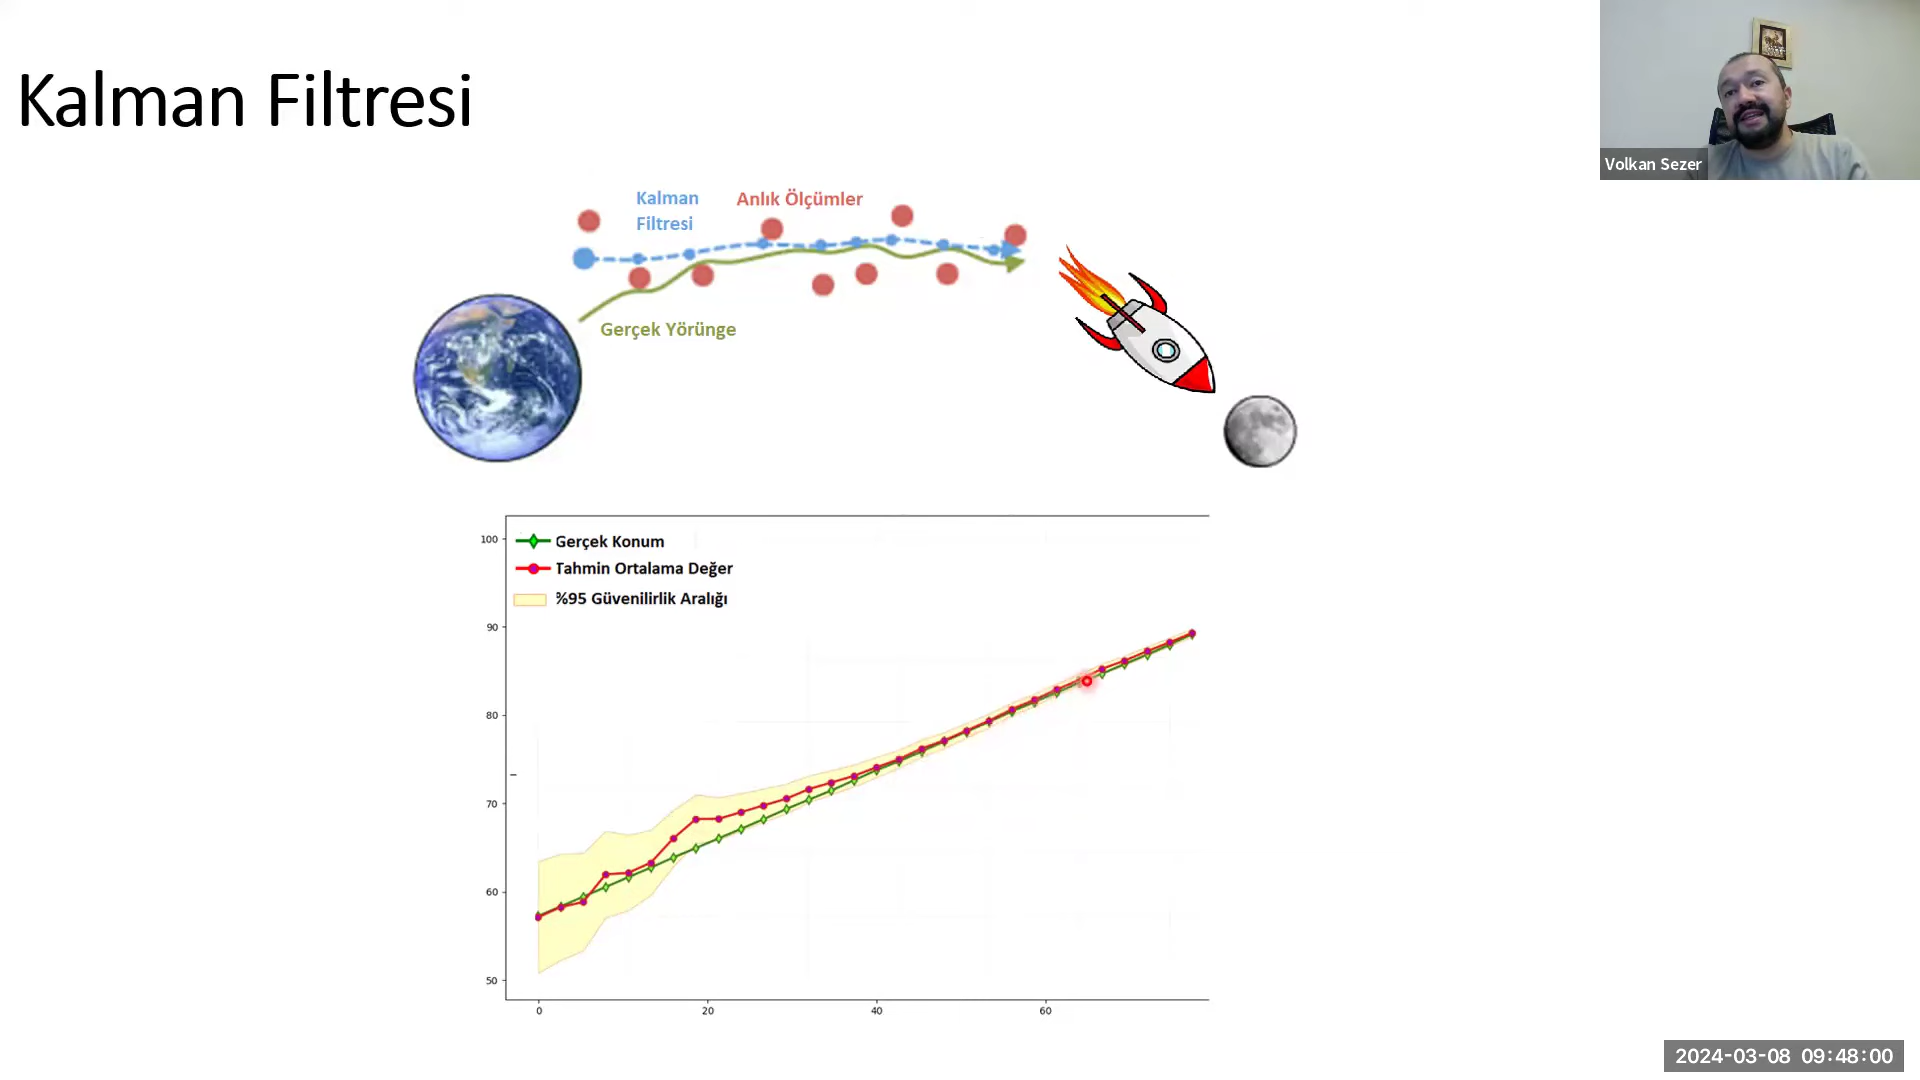 Kalman Filtresi
Volkan Sezer
Kalman
Filtresi
Anlık Ölçümler
Gerçek Yörünge
Gerçek Konum
Tahmin Ortalama Değer
%95 Güvenilirlik Aralığı
100
90
80
70
60
50
0
20
40
60
2024-03-08 09:48:00